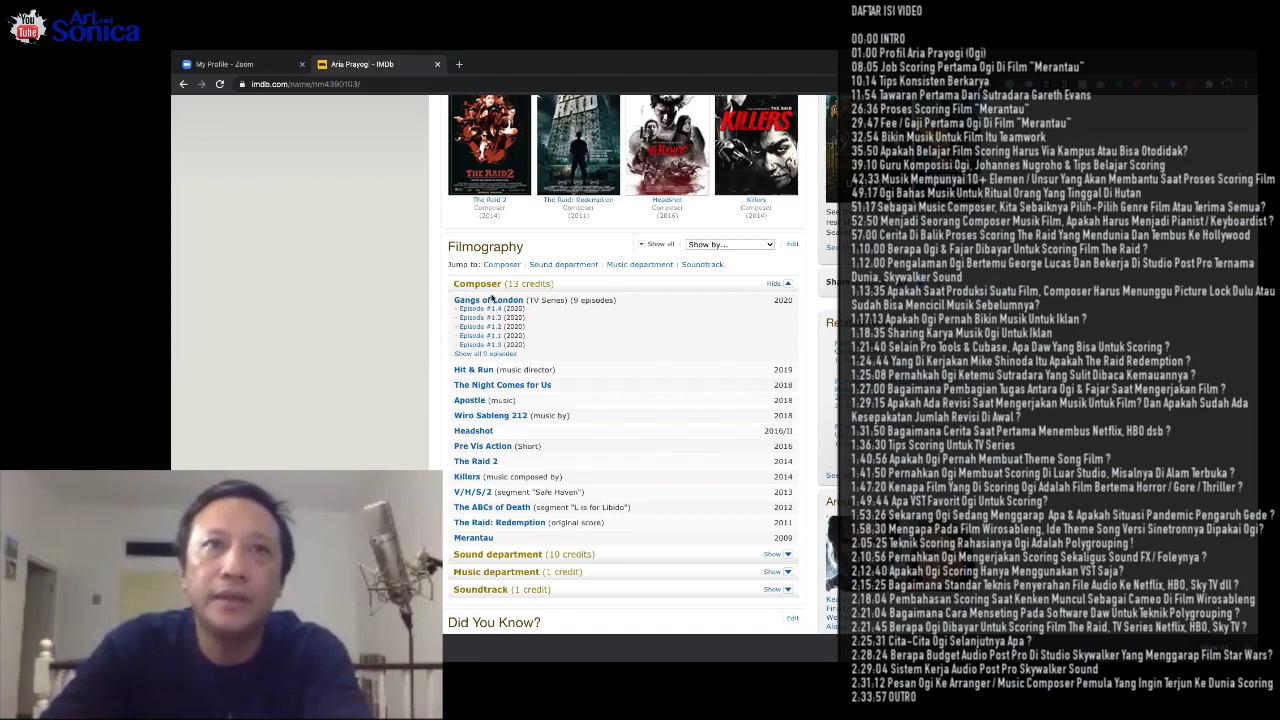 You
Tube
Art and
Sonica
My Profile - Zoom
Aria Prayogi - IMDb
imdb.com/name/nm4390103/
THE RAID 2
THE RAID
HEADSHOT
THE RAID
KILLERS
The Raid 2
Composer
(2014)
The Raid: Redemption
Composer
(2011)
Headshot
Composer
(2016)
Killers
Composer
(2014)
Filmography
Show all
Show by...
Edit
Jump to: Composer | Sound department | Music department | Soundtrack
Composer (13 credits)
Hide
Gangs of London (TV Series) (9 episodes) 2020
- Episode #1.4 (2020)
- Episode #1.3 (2020)
- Episode #1.2 (2020)
- Episode #1.1 (2020)
- Episode #1.9 (2020)
Show all 9 episodes
Hit & Run (music director) 2019
The Night Comes for Us 2018
Apostle (music) 2018
Wiro Sableng 212 (music by) 2018
Headshot 2016/II
Pre Vis Action (Short) 2016
The Raid 2 2014
Killers (music composed by) 2014
V/H/S/2 (segment "Safe Haven") 2013
The ABCs of Death (segment "L is for Libido") 2012
The Raid: Redemption (original score) 2011
Merantau 2009
Sound department (10 credits) Show
Music department (1 credit) Show
Soundtrack (1 credit) Show
Did You Know?
Edit
DAFTAR ISI VIDEO
00:00 INTRO
01:00 Profil Aria Prayogi (Ogi)
08:05 Job Scoring Pertama Ogi Di Film "Merantau"
10:14 Tips Konsisten Berkarya
11:54 Tawaran Pertama Dari Sutradara Gareth Evans
26:36 Proses Scoring Film "Merantau"
29:47 Fee / Gaji Pertama Ogi Di Film "Merantau"
32:54 Bikin Musik Untuk Film Itu Teamwork
35:50 Apakah Belajar Film Scoring Harus Via Kampus Atau Bisa Otodidak?
39:10 Guru Komposisi Ogi, Johannes Nugroho & Tips Belajar Scoring
42:33 Musik Mempunyai 10+ Elemen / Unsur Yang Akan Membantu Saat Proses Scoring Film
49:17 Ogi Bahas Musik Untuk Ritual Orang Yang Tinggal Di Hutan
51:17 Sebagai Music Composer, Kita Sebaiknya Pilih-Pilih Genre Film Atau Terima Semua?
52:50 Menjadi Seorang Composer Musik Film, Apakah Harus Menjadi Pianist / Keyboardist ?
57:00 Cerita Di Balik Proses Scoring The Raid Yang Mendunia Dan Tembus Ke Hollywood
1:10:00 Berapa Ogi & Fajar Dibayar Untuk Scoring Film The Raid ?
1:12:00 Pengalaman Ogi Bertemu George Lucas Dan Bekerja Di Studio Post Pro Ternama
Dunia, Skywalker Sound
1:13:35 Apakah Saat Produksi Suatu Film, Composer Harus Menunggu Picture Lock Dulu Atau
Sudah Bisa Mencicil Musik Sebelumnya?
1:17:13 Apakah Ogi Pernah Bikin Musik Untuk Iklan ?
1:18:35 Sharing Karya Musik Ogi Untuk Iklan
1:21:40 Selain Pro Tools & Cubase, Apa Daw Yang Bisa Untuk Scoring ?
1:24:44 Yang Di Kerjakan Mike Shinoda Itu Apakah The Raid Redemption ?
1:25:08 Pernahkah Ogi Ketemu Sutradara Yang Sulit Dibaca Kemauannya ?
1:27:00 Bagaimana Pembagian Tugas Antara Ogi & Fajar Saat Mengerjakan Film ?
1:29:15 Apakah Ada Revisi Saat Mengerjakan Musik Untuk Film? Dan Apakah Sudah Ada
Kesepakatan Jumlah Revisi Di Awal ?
1:31:50 Bagaimana Cerita Saat Pertama Menembus Netflix, HBO dsb ?
1:36:30 Tips Scoring Untuk TV Series
1:40:56 Apakah Ogi Pernah Membuat Theme Song Film ?
1:41:50 Pernahkan Ogi Membuat Scoring Di Luar Studio, Misalnya Di Alam Terbuka ?
1:47:20 Kenapa Film Yang Di Scoring Ogi Adalah Film Bertema Horror / Gore / Thriller ?
1:49:44 Apa VST Favorit Ogi Untuk Scoring?
1:53:26 Sekarang Ogi Sedang Menggarap Apa & Apakah Situasi Pandemic Pengaruh Gede ?
1:58:30 Mengapa Pada Film Wirosableng, Ide Theme Song Versi Sinetronnya Dipakai Ogi?
2:05:25 Teknik Scoring Rahasianya Ogi Adalah Polygrouping !
2:10:56 Pernahkan Ogi Mengerjakan Scoring Sekaligus Sound FX / Foleynya ?
2:12:40 Apakah Ogi Scoring Hanya Menggunakan VST Saja?
2:15:25 Bagaimana Standar Teknis Penyerahan File Audio Ke Netflix, HBO, Sky TV dll ?
2:18:04 Pembahasan Scoring Saat Kenken Muncul Sebagai Cameo Di Film Wirosableng
2:21:04 Bagaimana Cara Menseting Pada Software Daw Untuk Teknik Polygrouping ?
2:21:45 Berapa Ogi Dibayar Untuk Scoring Film The Raid, TV Series Netflix, HBO, Sky TV ?
2:25:31 Cita-Cita Ogi Selanjutnya Apa ?
2:28:24 Berapa Budget Audio Post Pro Di Studio Skywalker Yang Menggarap Film Star Wars?
2:29:04 Sistem Kerja Audio Post Pro Skywalker Sound
2:31:12 Pesan Ogi Ke Arranger / Music Composer Pemula Yang Ingin Terjun Ke Dunia Scoring
2:33:57 OUTRO